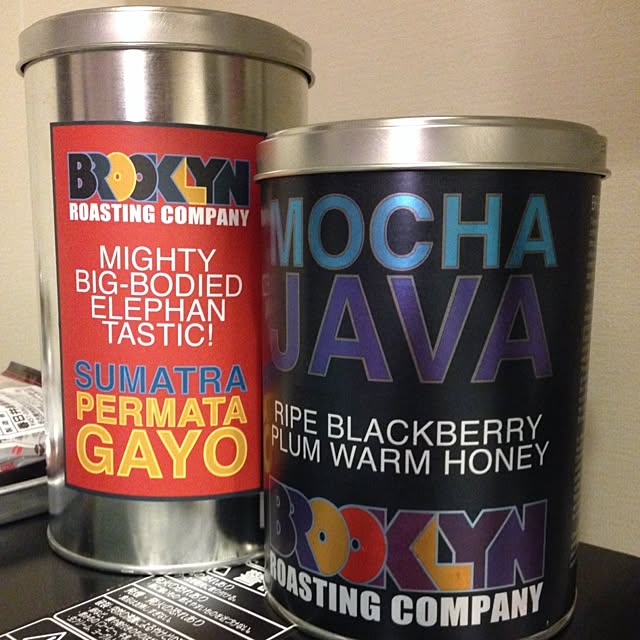 BROOKLYN
ROASTING COMPANY
MIGHTY
BIG-BODIED
ELEPHAN
TASTIC!
SUMATRA
PERMATA
GAYO
MOCHA
JAVA
RIPE BLACKBERRY
PLUM WARM HONEY
BROOKLYN
ROASTING COMPANY